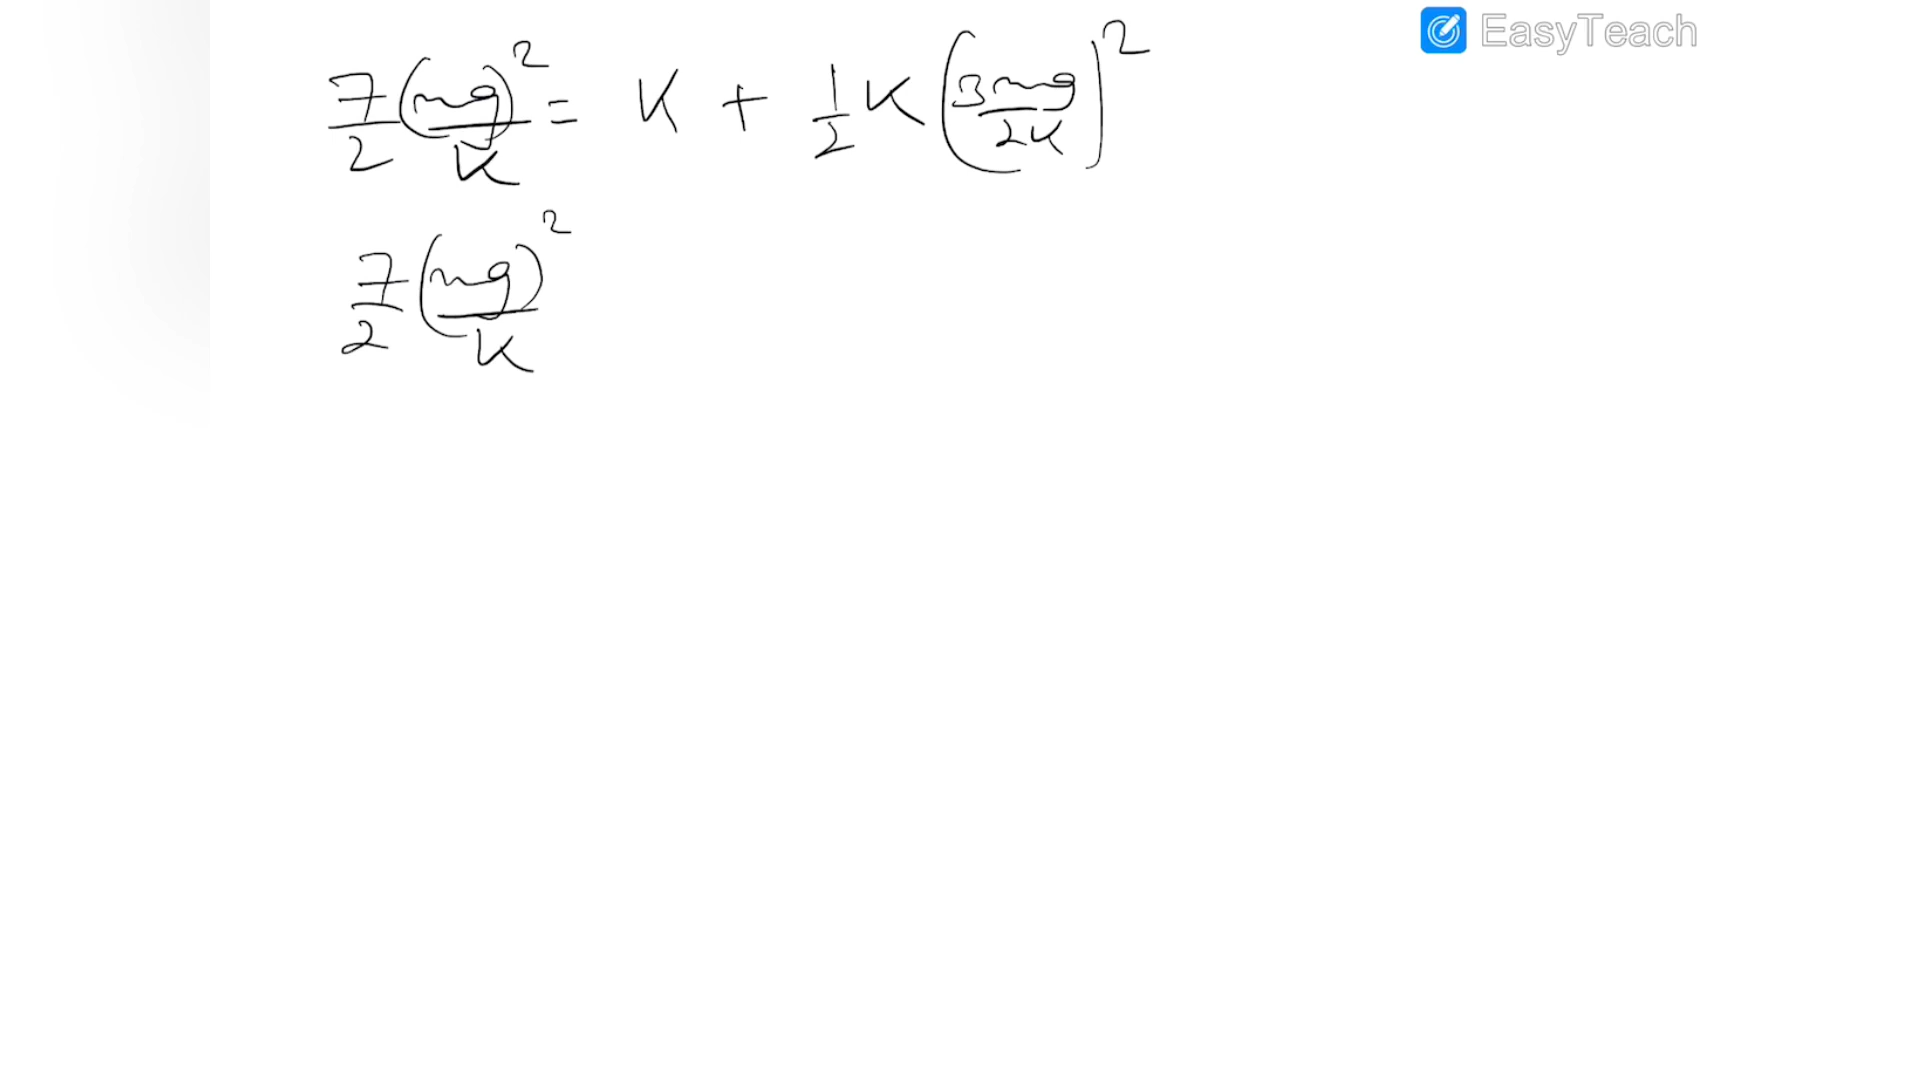 EasyTeach
7/2 (mg)²/K = K + 1/2 K (3mg/2K)²
7/2 (mg)²/K